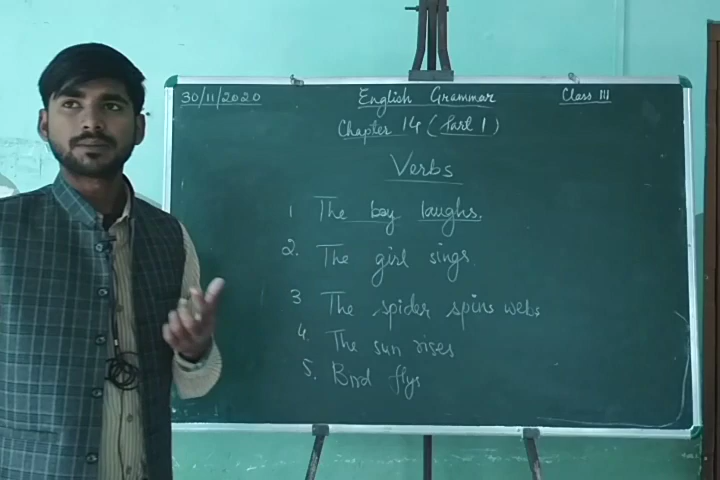 30/11/2020 English Grammar Class III
Chapter 14 (Part 1)
Verbs
1 The boy laughs.
2. The girl sings.
3 The spider spins webs
4. The sun rises
5. Bird flys